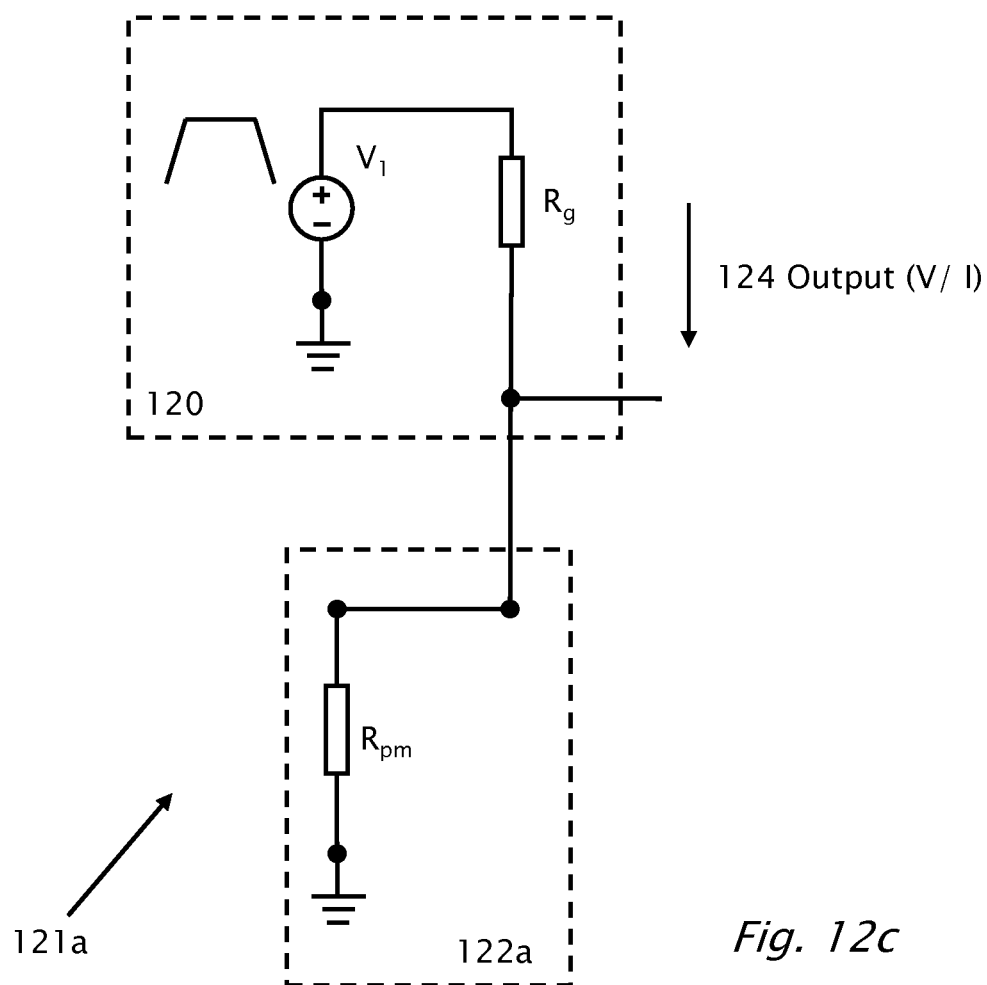 V1
+
−
Rg
124 Output (V/ I)
120
Rpm
121a
122a
Fig. 12c